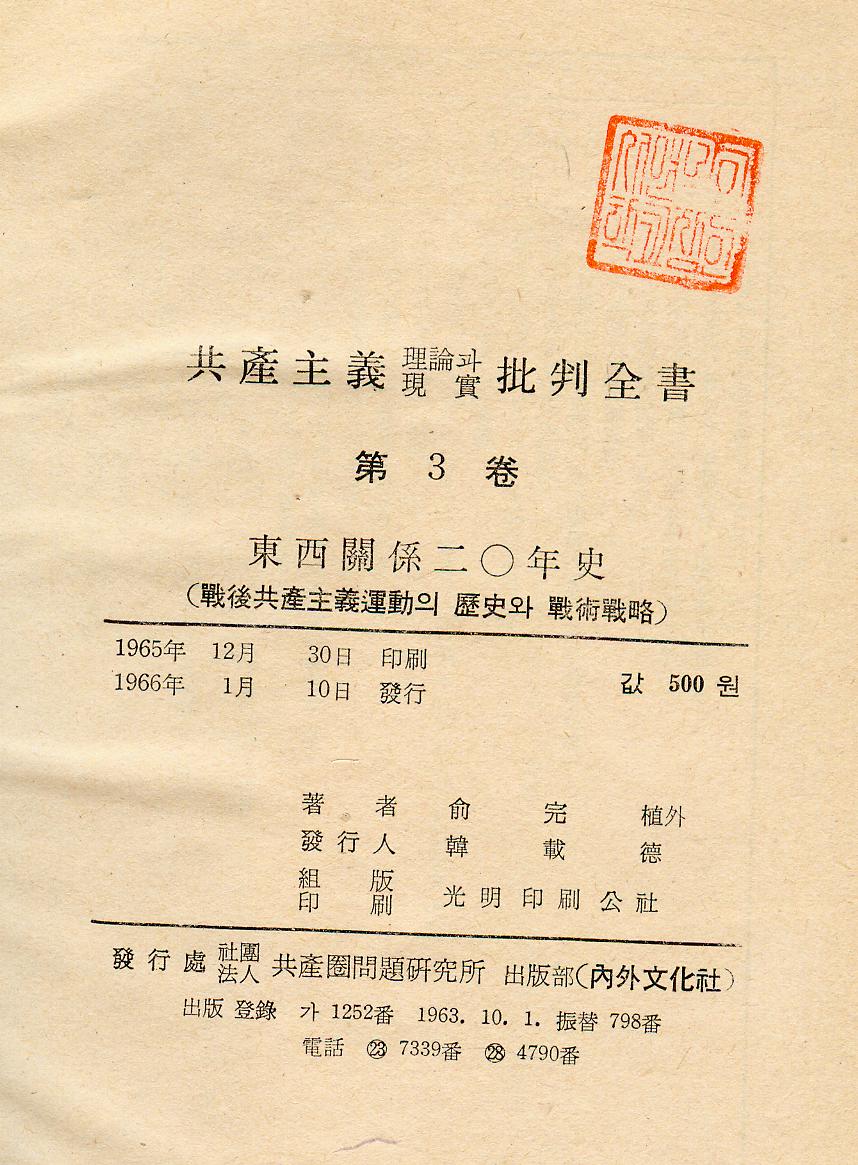 共產主義 理論과 現實 批判全書
第 3 卷
東西關係二〇年史
(戰後共產主義運動의 歷史와 戰術戰略)
1965年 12月 30日 印刷
1966年 1月 10日 發行
값 500 원
著者 俞完植外
發行人 韓載德
組版 印刷 光明印刷公社
發行處 社團法人 共產圈問題硏究所 出版部(內外文化社)
出版 登錄 가 1252番 1963. 10. 1. 振替 798番
電話 ㉓ 7339番 ㉘ 4790番